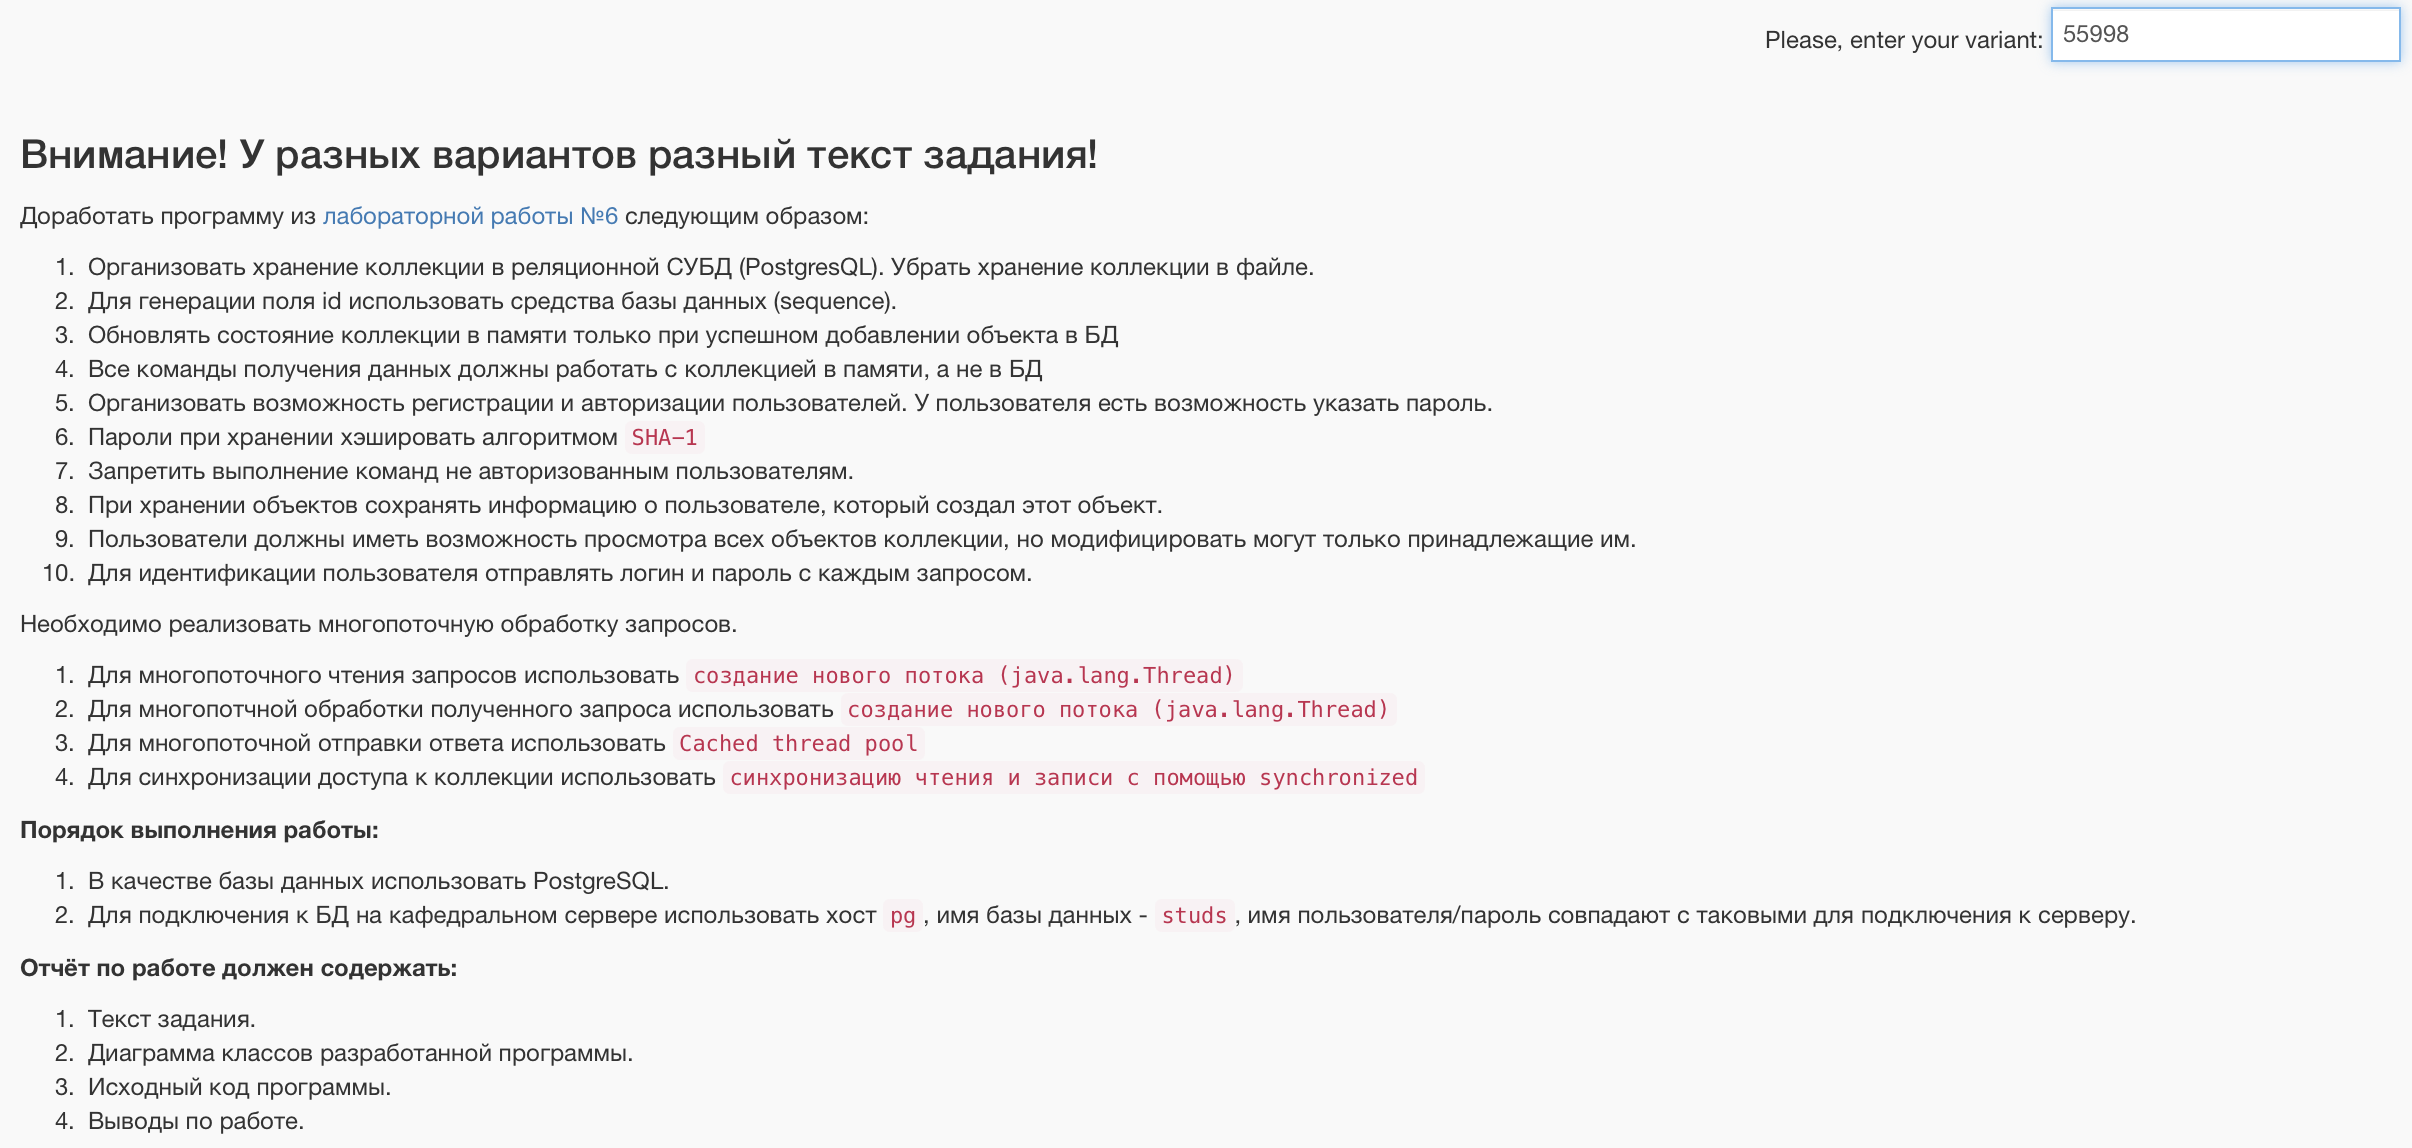 Please, enter your variant: 55998
Внимание! У разных вариантов разный текст задания!
Доработать программу из лабораторной работы №6 следующим образом:
1. Организовать хранение коллекции в реляционной СУБД (PostgresQL). Убрать хранение коллекции в файле.
2. Для генерации поля id использовать средства базы данных (sequence).
3. Обновлять состояние коллекции в памяти только при успешном добавлении объекта в БД
4. Все команды получения данных должны работать с коллекцией в памяти, а не в БД
5. Организовать возможность регистрации и авторизации пользователей. У пользователя есть возможность указать пароль.
6. Пароли при хранении хэшировать алгоритмом SHA-1
7. Запретить выполнение команд не авторизованным пользователям.
8. При хранении объектов сохранять информацию о пользователе, который создал этот объект.
9. Пользователи должны иметь возможность просмотра всех объектов коллекции, но модифицировать могут только принадлежащие им.
10. Для идентификации пользователя отправлять логин и пароль с каждым запросом.
Необходимо реализовать многопоточную обработку запросов.
1. Для многопоточного чтения запросов использовать создание нового потока (java.lang.Thread)
2. Для многопотчной обработки полученного запроса использовать создание нового потока (java.lang.Thread)
3. Для многопоточной отправки ответа использовать Cached thread pool
4. Для синхронизации доступа к коллекции использовать синхронизацию чтения и записи с помощью synchronized
Порядок выполнения работы:
1. В качестве базы данных использовать PostgreSQL.
2. Для подключения к БД на кафедральном сервере использовать хост pg, имя базы данных - studs, имя пользователя/пароль совпадают с таковыми для подключения к серверу.
Отчёт по работе должен содержать:
1. Текст задания.
2. Диаграмма классов разработанной программы.
3. Исходный код программы.
4. Выводы по работе.